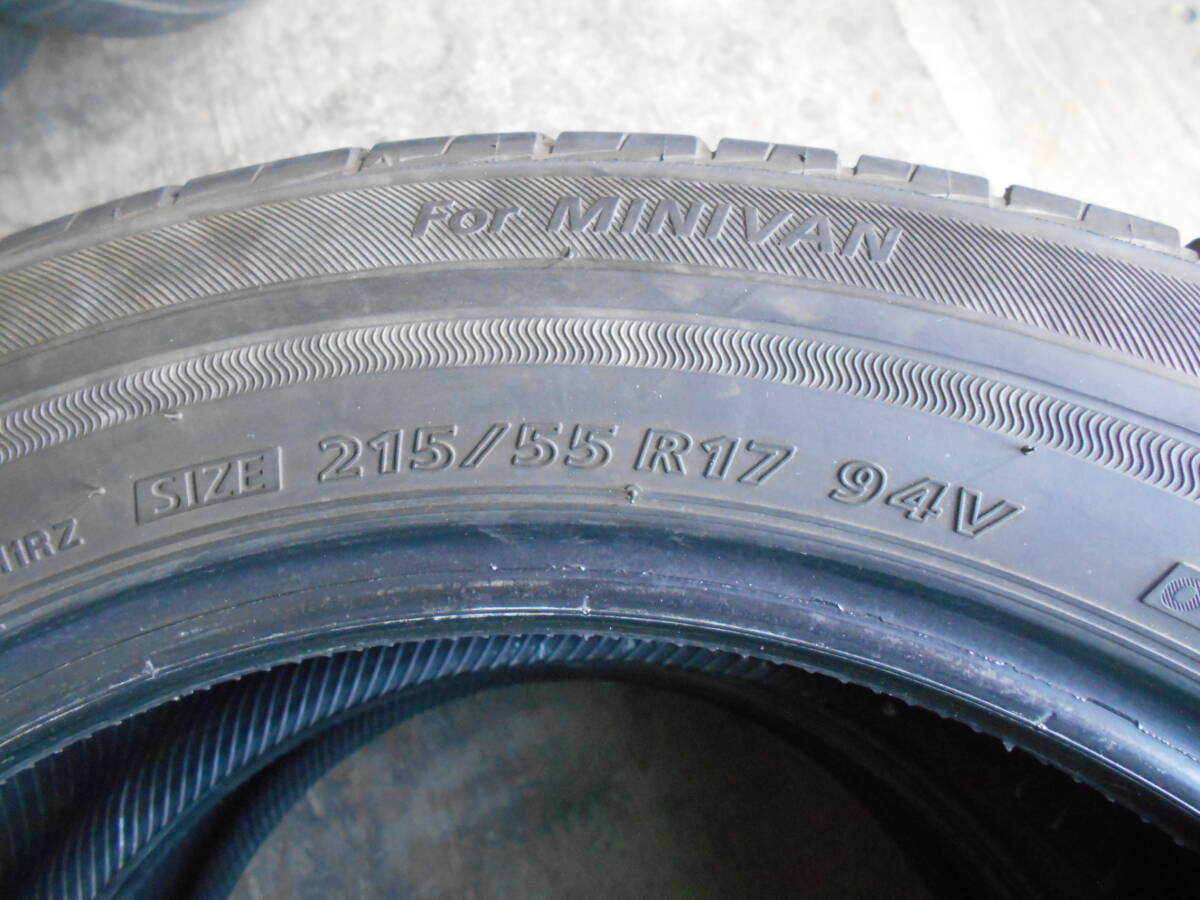 For MINIVAN
SIZE 215/55 R17 94V